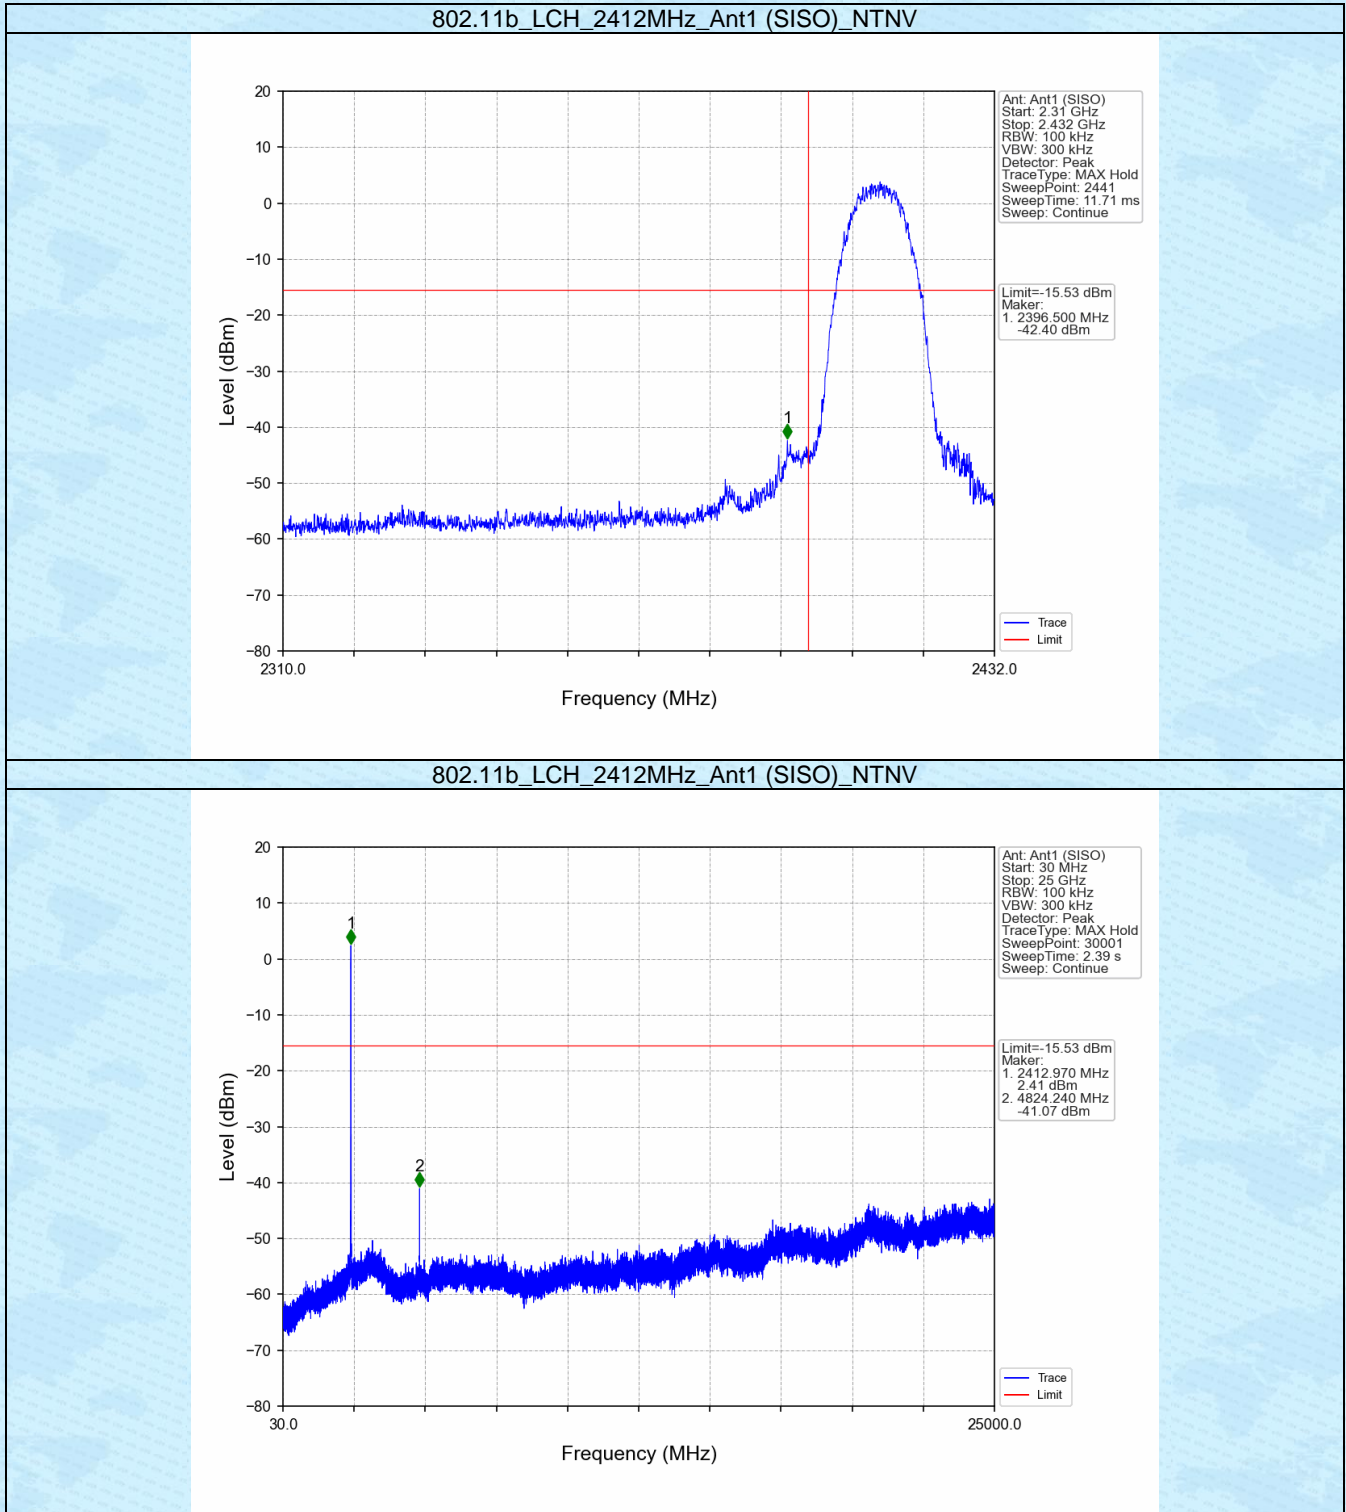 802.11b_LCH_2412MHz_Ant1 (SISO)_NTNV
20
10
0
−10
−20
−30
−40
−50
−60
−70
−80
Level (dBm)
1
2310.0
2432.0
Frequency (MHz)
Ant: Ant1 (SISO)
Start: 2.31 GHz
Stop: 2.432 GHz
RBW: 100 kHz
VBW: 300 kHz
Detector: Peak
TraceType: MAX Hold
SweepPoint: 2441
SweepTime: 11.71 ms
Sweep: Continue
Limit=-15.53 dBm
Maker:
1. 2396.500 MHz
-42.40 dBm
Trace
Limit
802.11b_LCH_2412MHz_Ant1 (SISO)_NTNV
20
10
0
−10
−20
−30
−40
−50
−60
−70
−80
Level (dBm)
1
2
30.0
25000.0
Frequency (MHz)
Ant: Ant1 (SISO)
Start: 30 MHz
Stop: 25 GHz
RBW: 100 kHz
VBW: 300 kHz
Detector: Peak
TraceType: MAX Hold
SweepPoint: 30001
SweepTime: 2.39 s
Sweep: Continue
Limit=-15.53 dBm
Maker:
1. 2412.970 MHz
2.41 dBm
2. 4824.240 MHz
-41.07 dBm
Trace
Limit